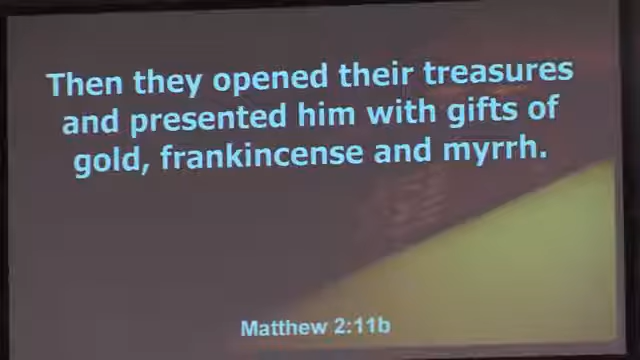 Then they opened their treasures
and presented him with gifts of
gold, frankincense and myrrh.
Matthew 2:11b